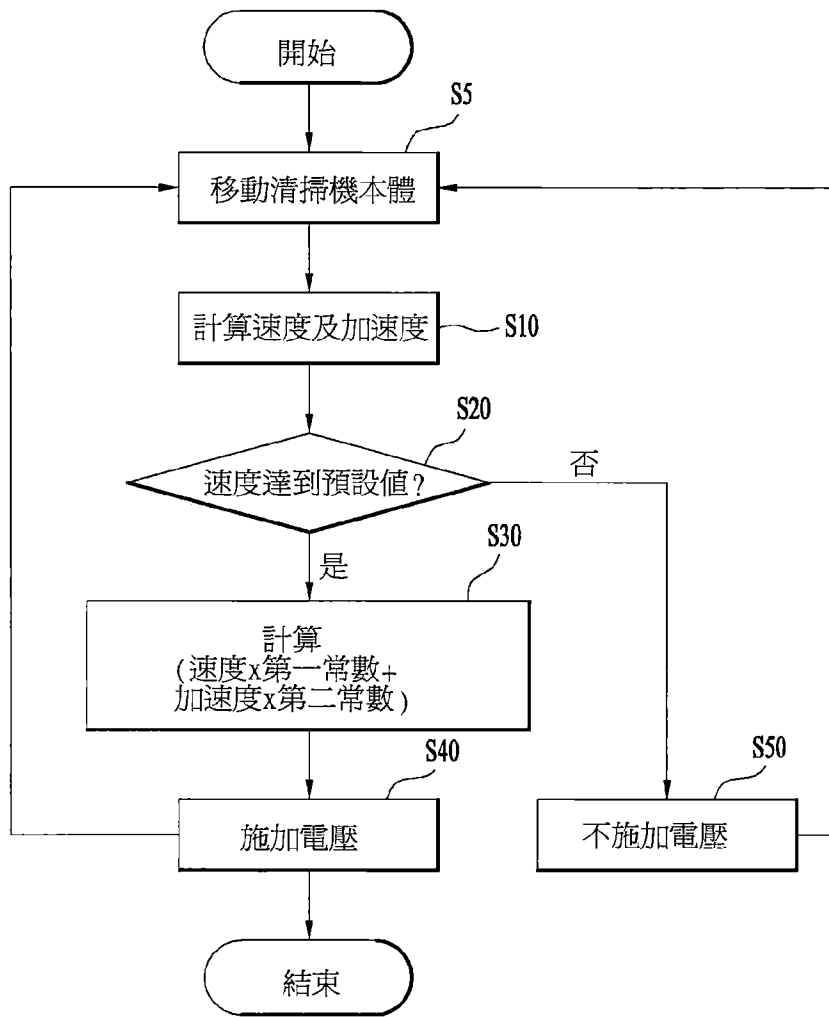 開始
S5
移動清掃機本體
計算速度及加速度
S10
S20
速度達到預設值?
否
是
S30
計算
(速度x第一常數+
加速度x第二常數)
S40
施加電壓
S50
不施加電壓
結束